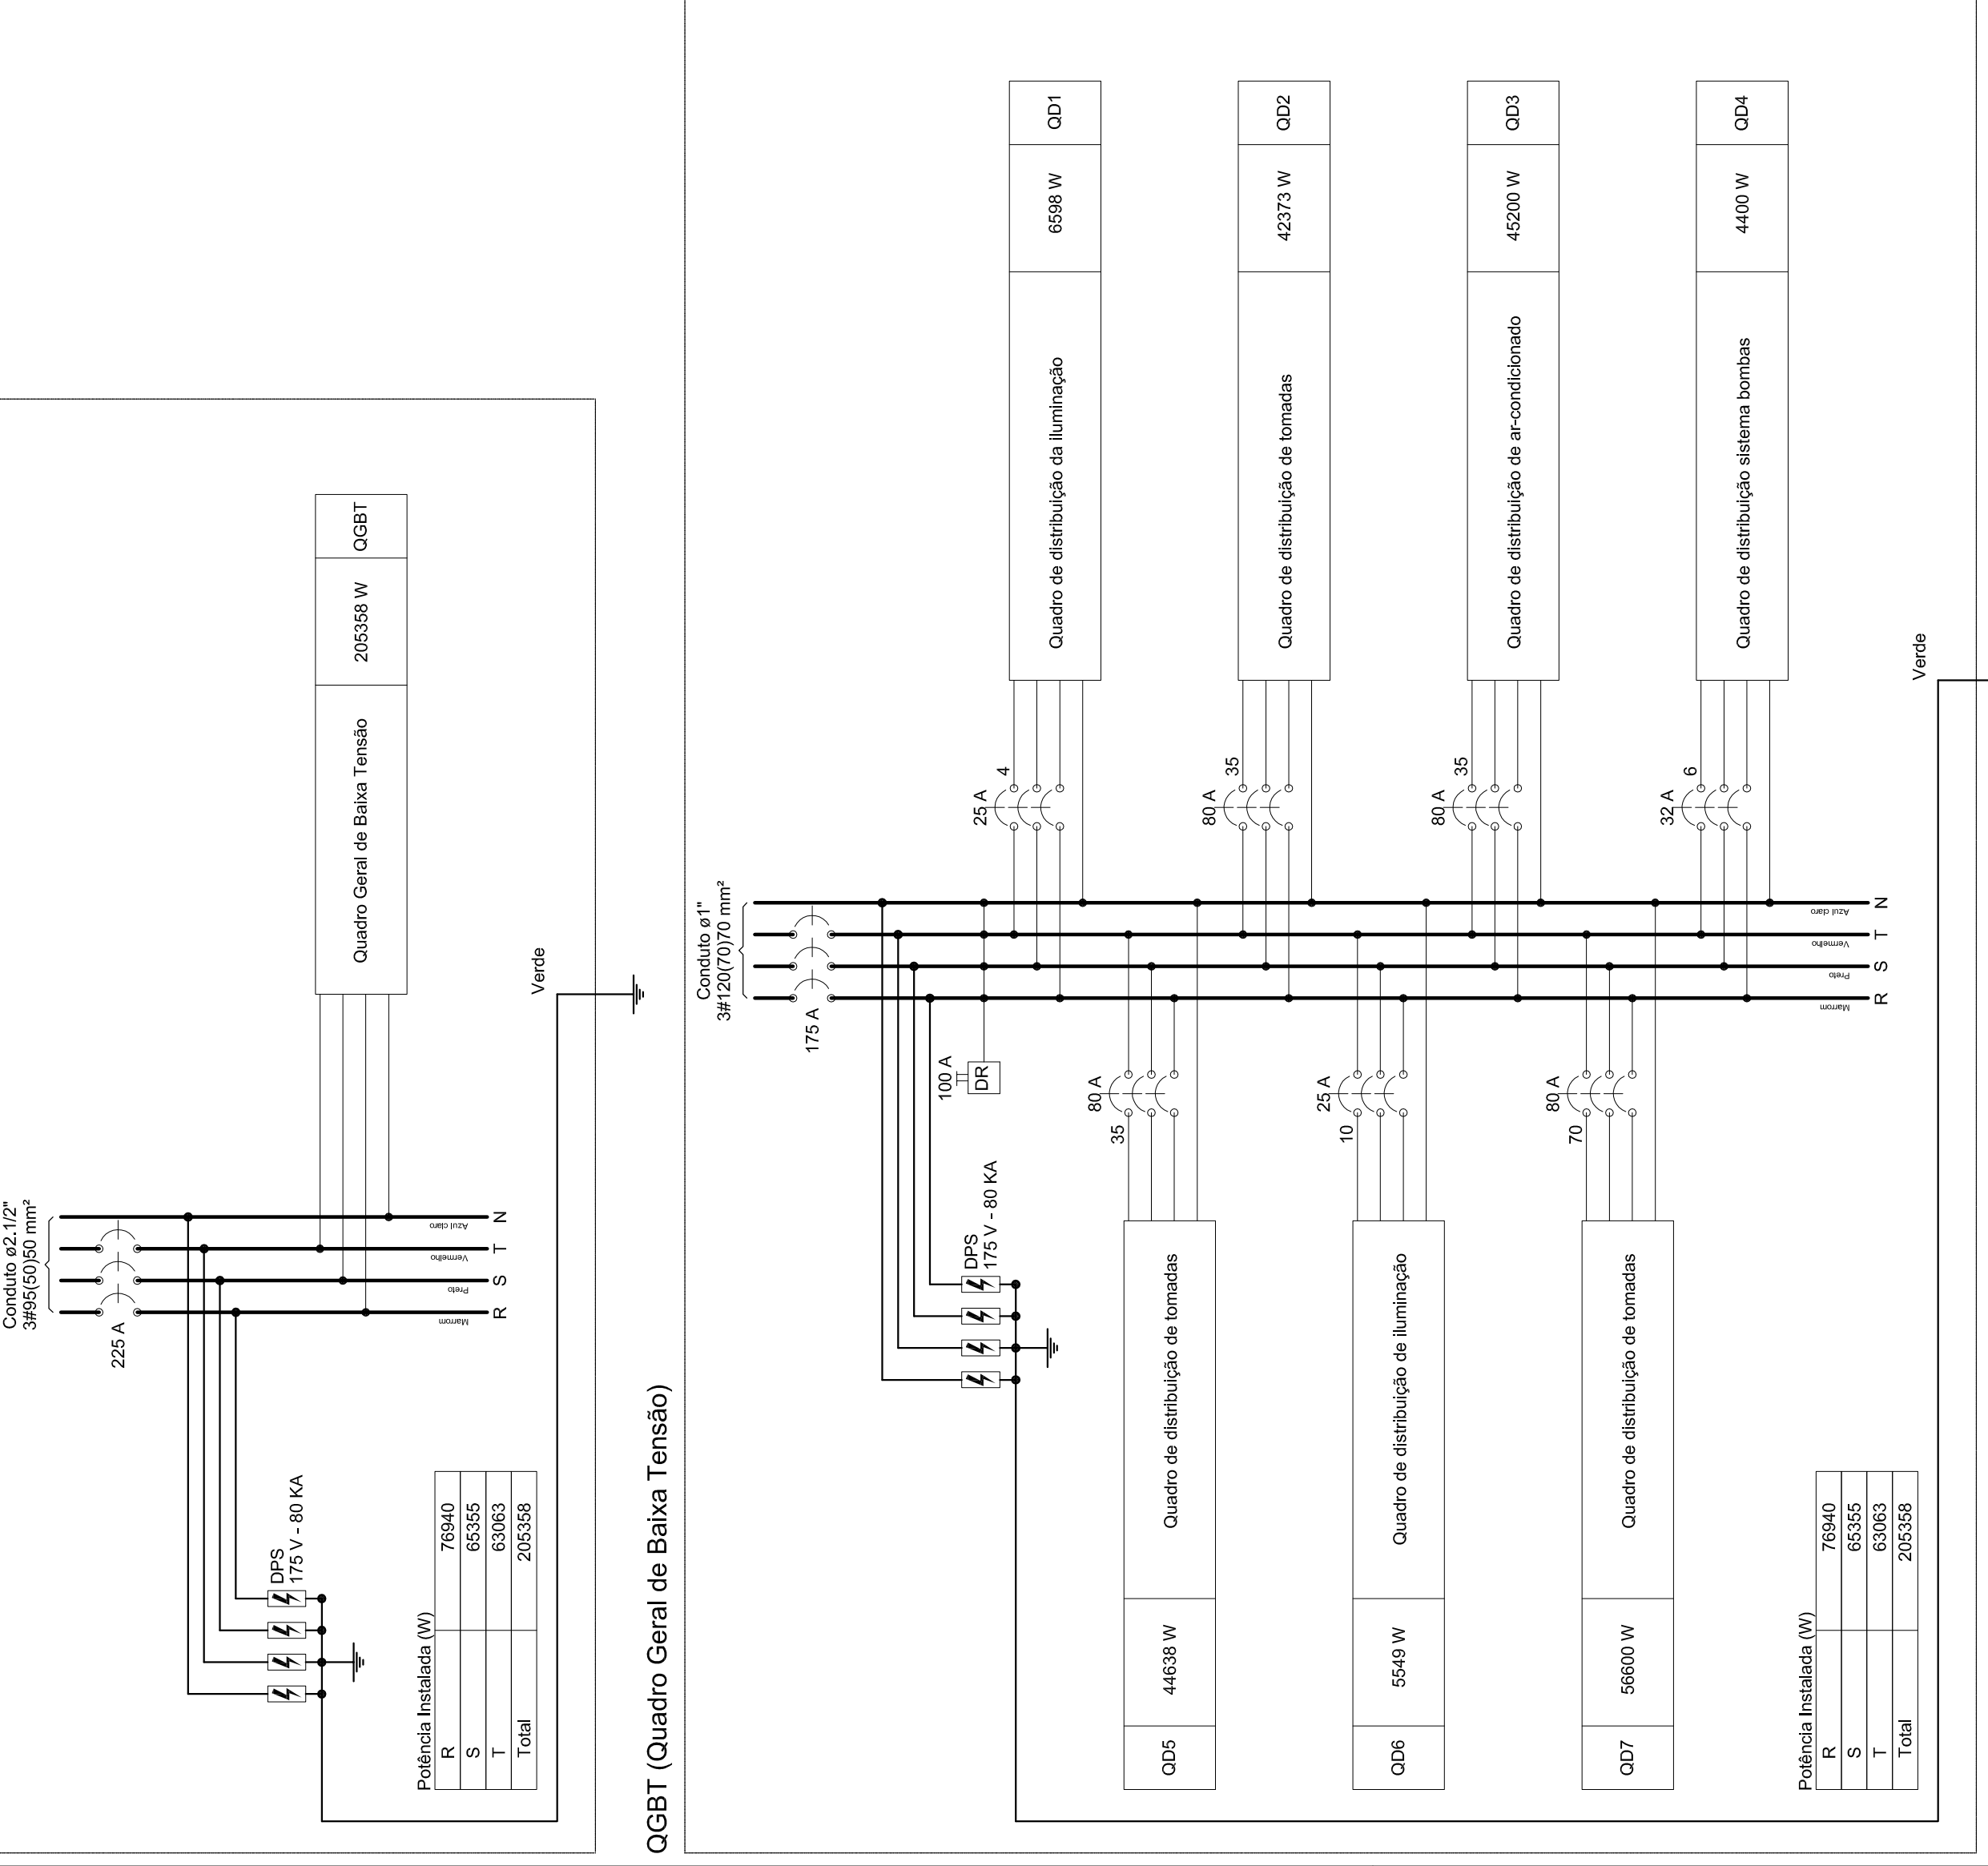 Conduto ø2.1/2"
3#95(50)50 mm²
225 A
DPS
175 V - 80 KA
Quadro Geral de Baixa Tensão
205358 W
QGBT
Marrom
R
Preto
S
Vermelho
T
Azul claro
N
Verde
Potência Instalada (W)
R 76940
S 65355
T 63063
Total 205358
QGBT (Quadro Geral de Baixa Tensão)
Conduto ø1"
3#120(70)70 mm²
175 A
100 A
DR
DPS
175 V - 80 KA
25 A
4
Quadro de distribuição da iluminação
6598 W
QD1
80 A
35
Quadro de distribuição de tomadas
42373 W
QD2
80 A
35
Quadro de distribuição de ar-condicionado
45200 W
QD3
32 A
6
Quadro de distribuição sistema bombas
4400 W
QD4
80 A
35
QD5
44638 W
Quadro de distribuição de tomadas
25 A
10
QD6
5549 W
Quadro de distribuição de iluminação
80 A
70
QD7
56600 W
Quadro de distribuição de tomadas
Marrom
R
Preto
S
Vermelho
T
Azul claro
N
Verde
Potência Instalada (W)
R 76940
S 65355
T 63063
Total 205358